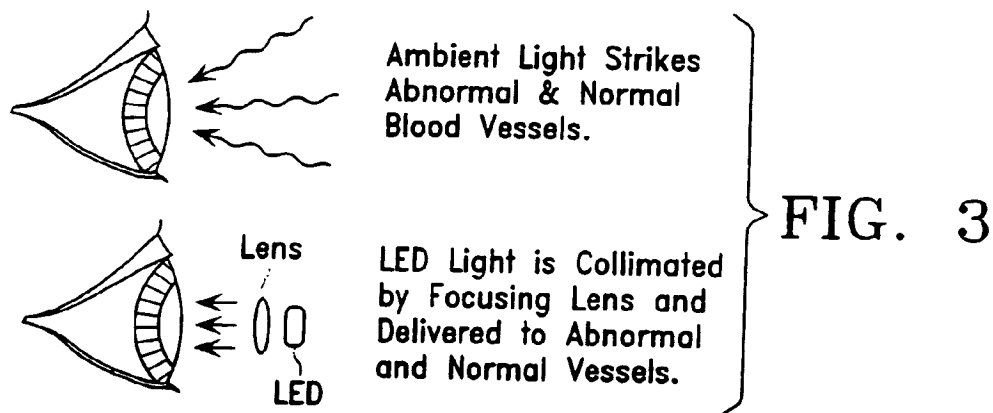 Ambient Light Strikes
Abnormal & Normal
Blood Vessels.
FIG. 3
Lens
LED
LED Light is Collimated
by Focusing Lens and
Delivered to Abnormal
and Normal Vessels.